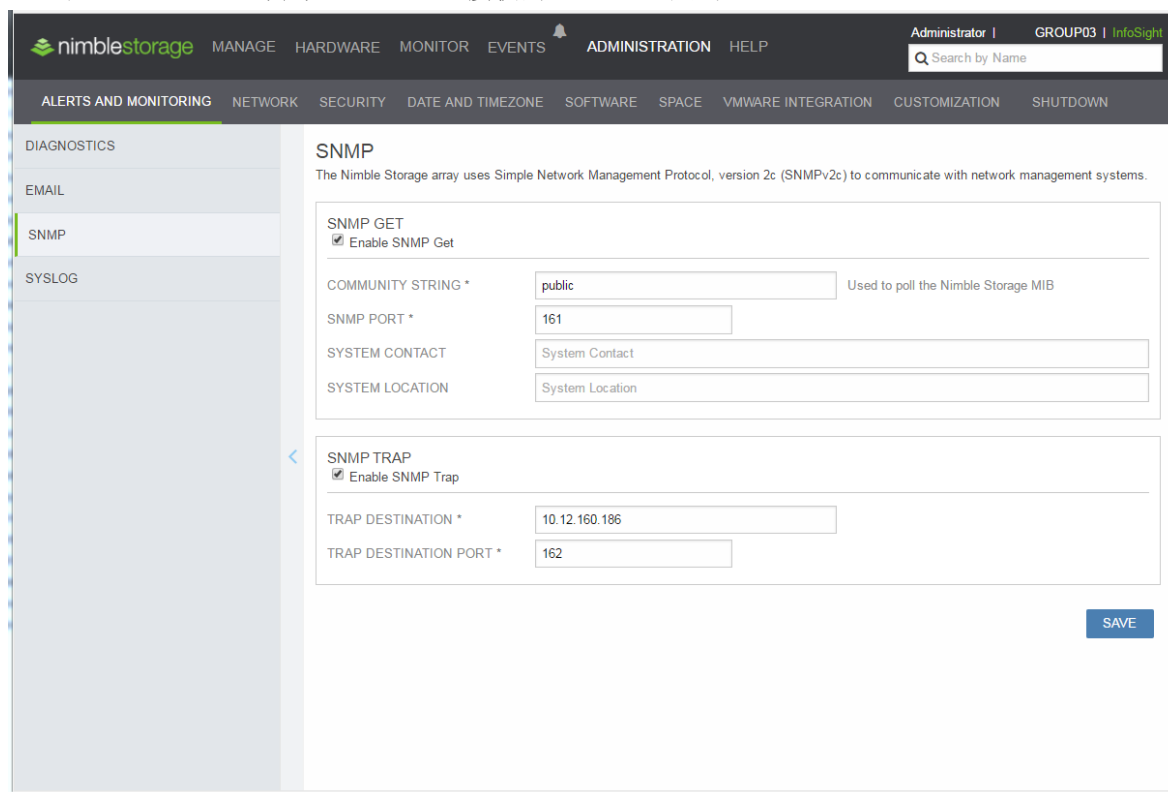 nimblestorage MANAGE HARDWARE MONITOR EVENTS ADMINISTRATION HELP
Administrator | GROUP03 | InfoSight
Search by Name
ALERTS AND MONITORING NETWORK SECURITY DATE AND TIMEZONE SOFTWARE SPACE VMWARE INTEGRATION CUSTOMIZATION SHUTDOWN
DIAGNOSTICS
EMAIL
SNMP
SYSLOG
SNMP
The Nimble Storage array uses Simple Network Management Protocol, version 2c (SNMPv2c) to communicate with network management systems.
SNMP GET
Enable SNMP Get
COMMUNITY STRING * public Used to poll the Nimble Storage MIB
SNMP PORT * 161
SYSTEM CONTACT System Contact
SYSTEM LOCATION System Location
SNMP TRAP
Enable SNMP Trap
TRAP DESTINATION * 10.12.160.186
TRAP DESTINATION PORT * 162
SAVE